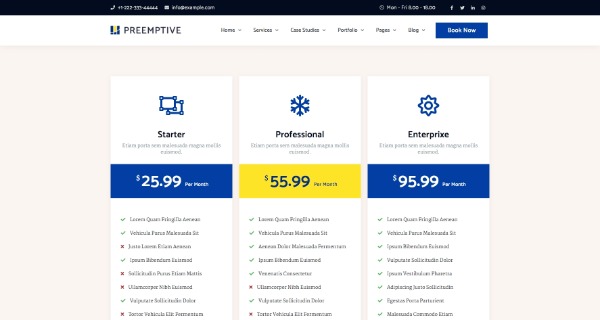 +1-222-333-44444 info@example.com Mon - Fri 8.00 - 18.00
PREEMPTIVE Home Services Case Studies Portfolio Pages Blog Book Now
Starter
Etiam porta sem malesuada magna mollis
euismod.
$25.99 Per Month
Lorem Quam Fringilla Aenean
Vehicula Purus Malesuada Sit
Justo Lorem Etiam Aenean
Ipsum Bibendum Euismod
Sollicitudin Purus Etiam Mattis
Ullamcorper Nibh Euismod
Vulputate Sollicitudin Dolor
Tortor Vehicula Elit Fermentum
Professional
Etiam porta sem malesuada magna mollis
euismod.
$55.99 Per Month
Lorem Quam Fringilla Aenean
Vehicula Purus Malesuada Sit
Aenean Dolor Malesuada Fermentum
Ipsum Bibendum Euismod
Venenatis Consectetur
Ullamcorper Nibh Euismod
Vulputate Sollicitudin Dolor
Tortor Vehicula Elit Fermentum
Enterprixe
Etiam porta sem malesuada magna mollis
euismod.
$95.99 Per Month
Lorem Quam Fringilla Aenean
Vehicula Purus Malesuada Sit
Ipsum Bibendum Euismod
Vulputate Sollicitudin Dolor
Ipsum Vestibulum Pharetra
Adipiscing Justo Sollicitudin
Egestas Porta Parturient
Malesuada Commodo Etiam